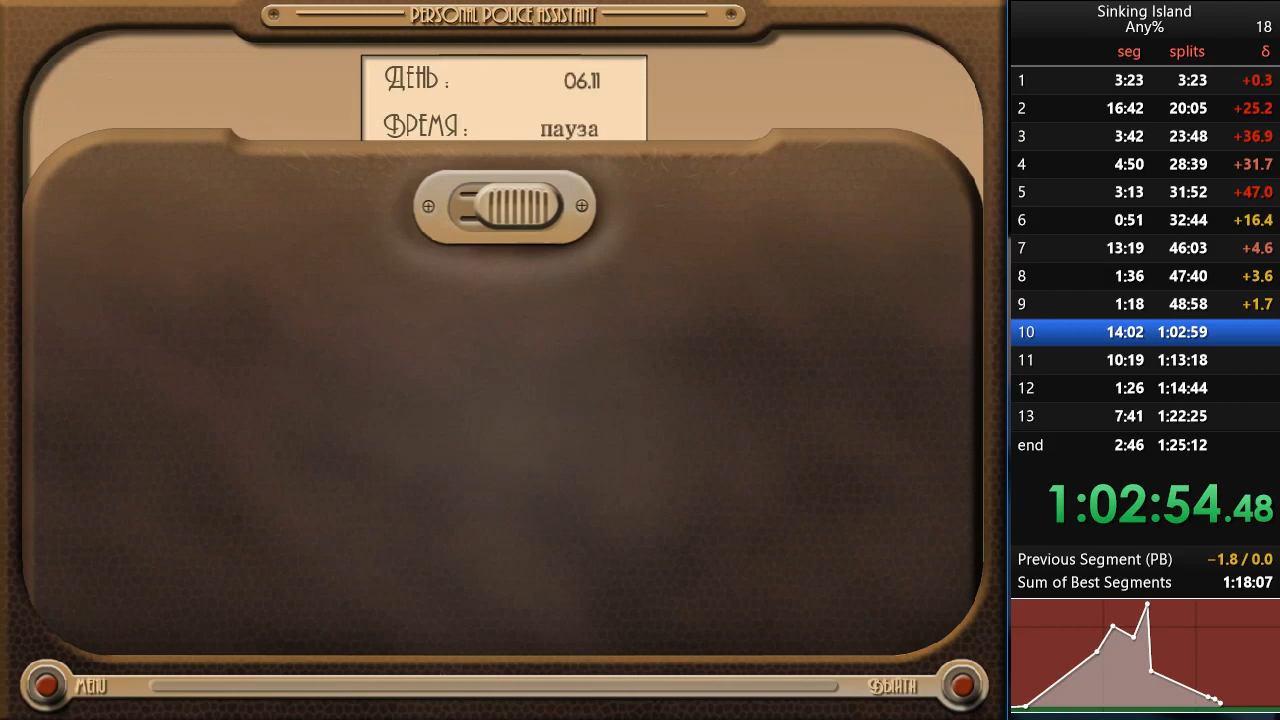 PERSONAL POLICE ASSISTANT
День : 06.11
Время : пауза
MENU
Выйти
Sinking Island
Any% 18
seg splits δ
1 3:23 3:23 +0.3
2 16:42 20:05 +25.2
3 3:42 23:48 +36.9
4 4:50 28:39 +31.7
5 3:13 31:52 +47.0
6 0:51 32:44 +16.4
7 13:19 46:03 +4.6
8 1:36 47:40 +3.6
9 1:18 48:58 +1.7
10 14:02 1:02:59
11 10:19 1:13:18
12 1:26 1:14:44
13 7:41 1:22:25
end 2:46 1:25:12
1:02:54.48
Previous Segment (PB) −1.8 / 0.0
Sum of Best Segments 1:18:07